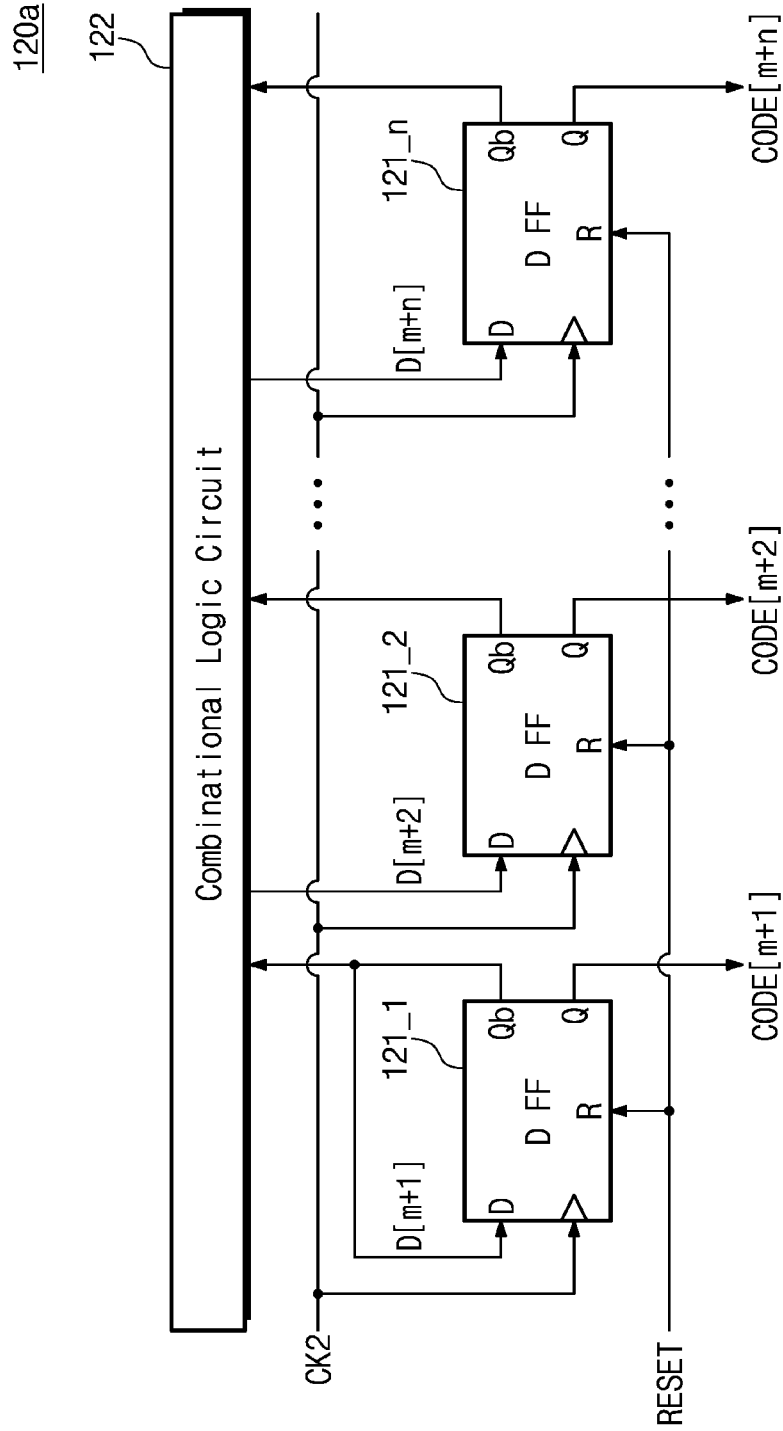 120a
122
Combinational Logic Circuit
CK2
D[m+1]
121_1
D
Qb
D FF
R
Q
CODE[m+1]
D[m+2]
121_2
D
Qb
D FF
R
Q
CODE[m+2]
D[m+n]
121_n
D
Qb
D FF
R
Q
CODE[m+n]
RESET